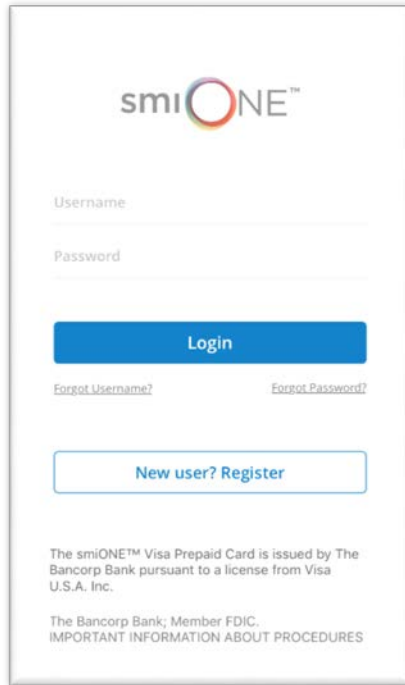 smiONE™
Username
Password
Login
Forgot Username?
Forgot Password?
New user? Register
The smiONE™ Visa Prepaid Card is issued by The
Bancorp Bank pursuant to a license from Visa
U.S.A. Inc.
The Bancorp Bank; Member FDIC.
IMPORTANT INFORMATION ABOUT PROCEDURES